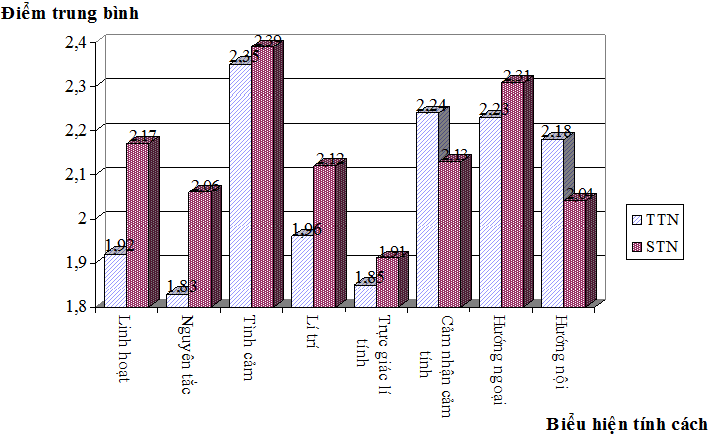 Điểm trung bình
2,4
2,3
2,2
2,1
2
1,9
1,8
1,92
2,17
1,83
2,06
2,35
2,39
1,96
2,12
1,85
1,91
2,24
2,13
2,23
2,31
2,18
2,04
TTN
STN
Linh hoạt
Nguyên tắc
Tình cảm
Lí trí
Trực giác lí
tính
Cảm nhận cảm
tính
Hướng ngoại
Hướng nội
Biểu hiện tính cách